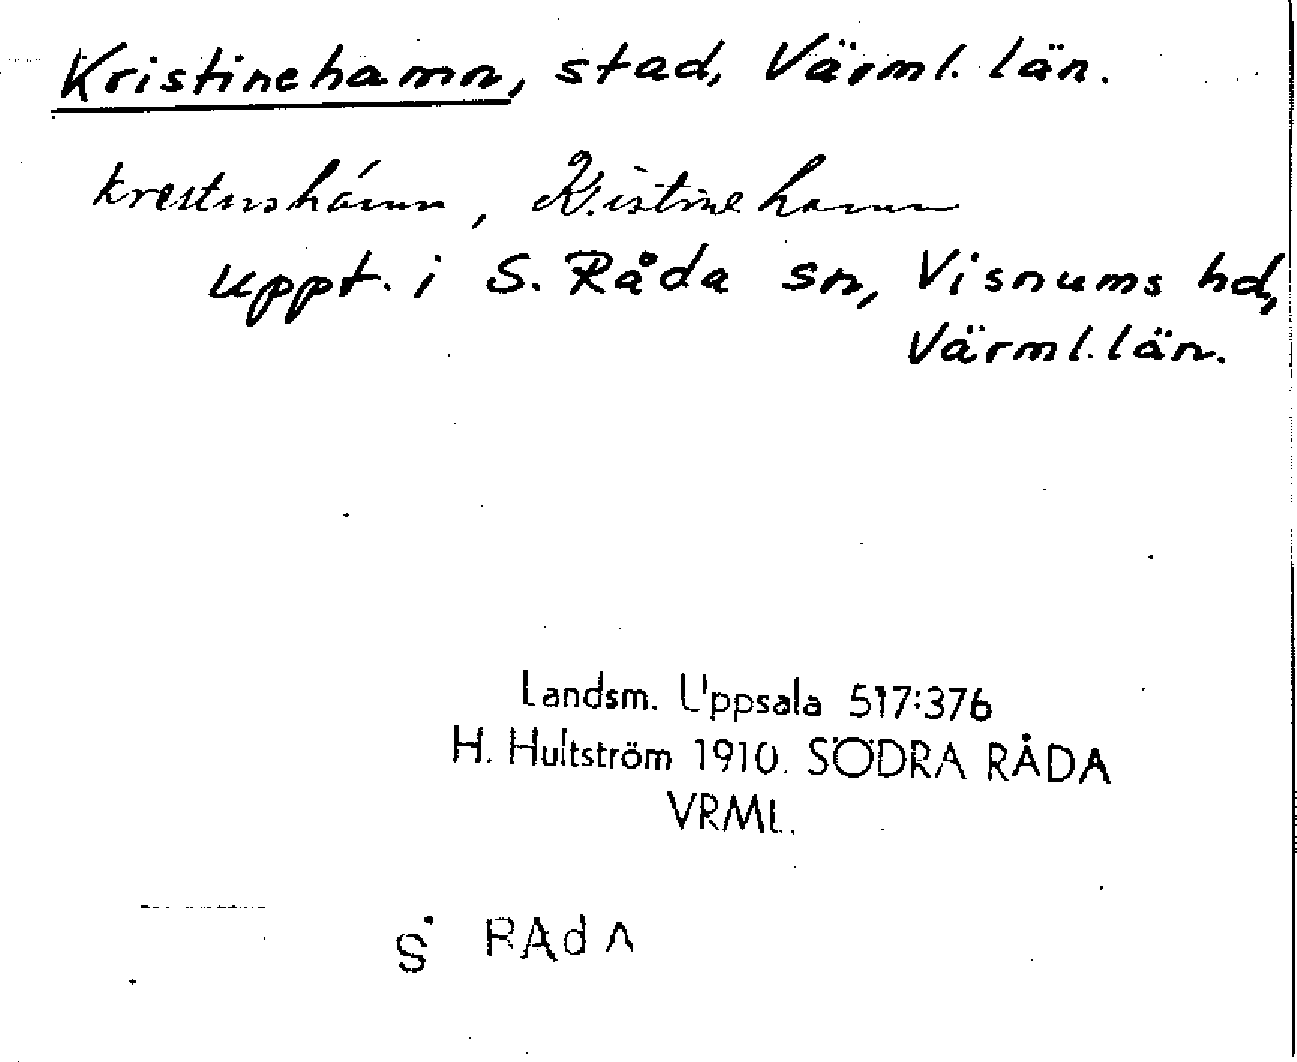 Kristinehamn, stad, Värml. län.
krestnshámn, Kristinehamn
uppt. i S. Råda sn, Visnums hd,
Värml. län.
Landsm. Uppsala 517:376
H. Hultström 1910. SÖDRA RÅDA
VRML.
S RAdA